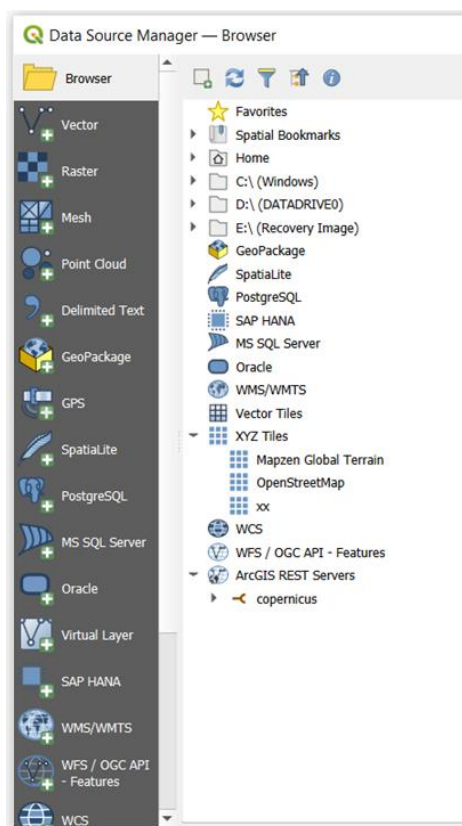 Data Source Manager — Browser
Browser
Vector
Raster
Mesh
Point Cloud
Delimited Text
GeoPackage
GPS
SpatiaLite
PostgreSQL
MS SQL Server
Oracle
Virtual Layer
SAP HANA
WMS/WMTS
WFS / OGC API
- Features
WCS
Favorites
Spatial Bookmarks
Home
C:\ (Windows)
D:\ (DATADRIVE0)
E:\ (Recovery Image)
GeoPackage
SpatiaLite
PostgreSQL
SAP HANA
MS SQL Server
Oracle
WMS/WMTS
Vector Tiles
XYZ Tiles
Mapzen Global Terrain
OpenStreetMap
xx
WCS
WFS / OGC API - Features
ArcGIS REST Servers
copernicus